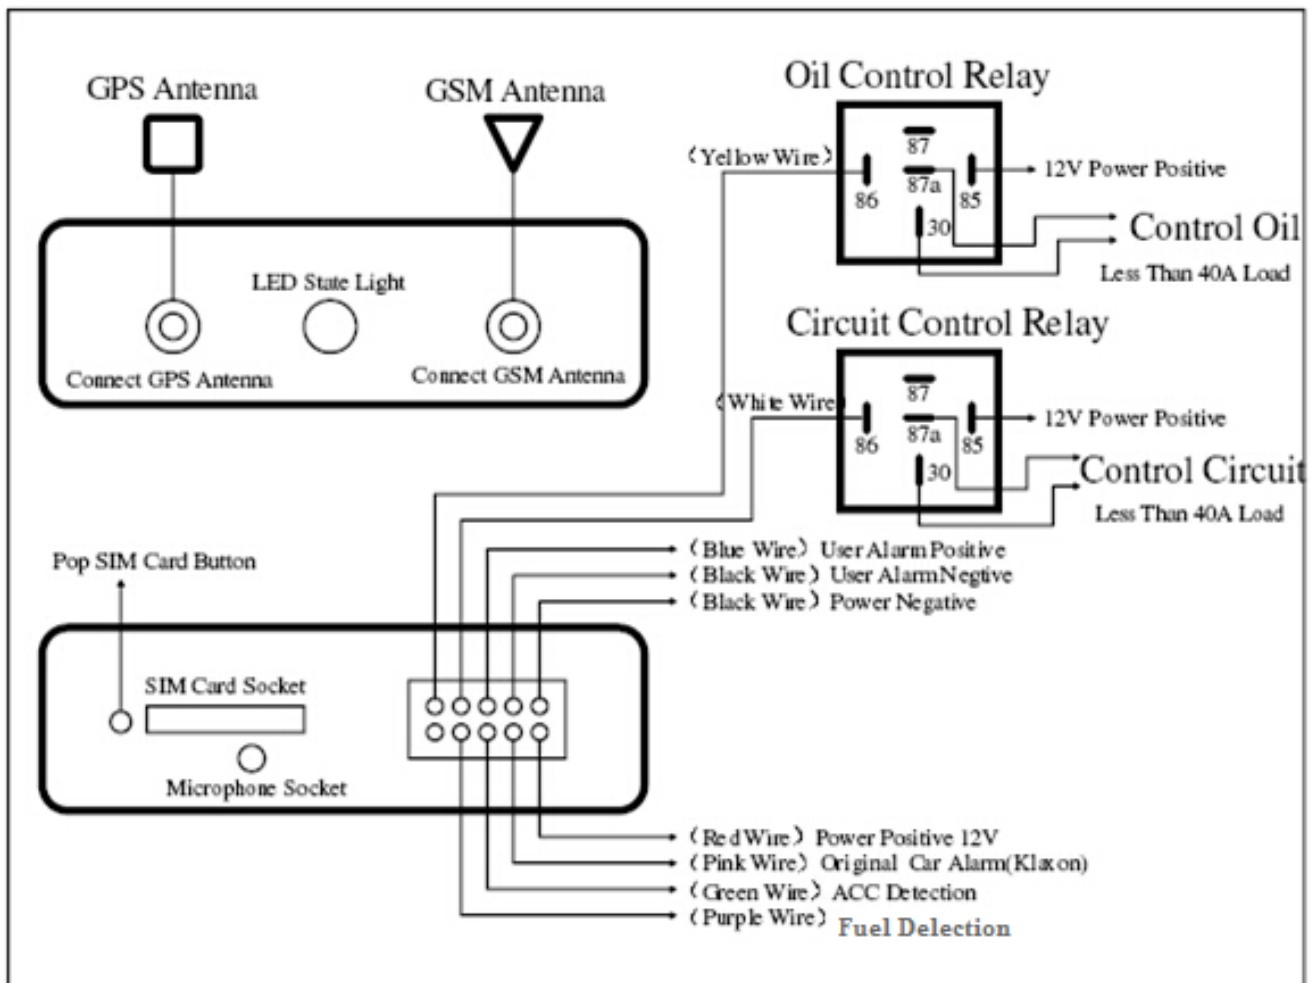 GPS Antenna
GSM Antenna
Oil Control Relay
(Yellow Wire)
87
87a
86
85
30
12V Power Positive
Control Oil
Less Than 40A Load
LED State Light
Connect GPS Antenna
Connect GSM Antenna
Circuit Control Relay
(White Wire)
87
87a
86
85
30
12V Power Positive
Control Circuit
Less Than 40A Load
(Blue Wire) User Alarm Positive
(Black Wire) User Alarm Negtive
(Black Wire) Power Negative
Pop SIM Card Button
SIM Card Socket
Microphone Socket
(Red Wire) Power Positive 12V
(Pink Wire) Original Car Alarm(Klaxon)
(Green Wire) ACC Detection
(Purple Wire) Fuel Delection